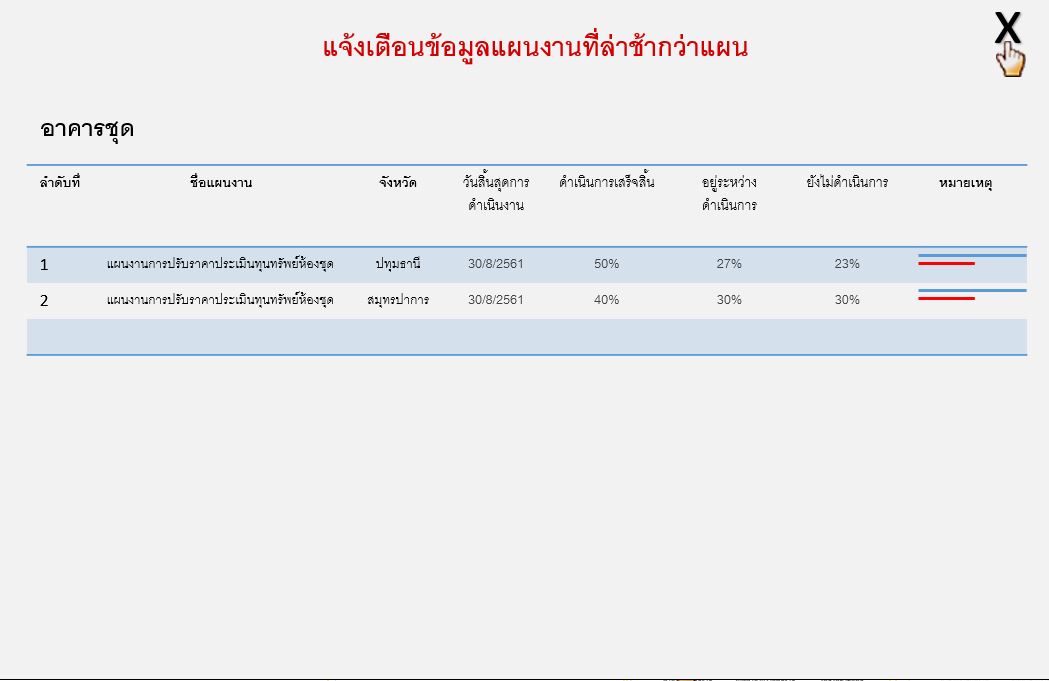 X
แจ้งเตือนข้อมูลแผนงานที่ล่าช้ากว่าแผน
อาคารชุด
ลำดับที่ ชื่อแผนงาน จังหวัด วันสิ้นสุดการ ดำเนินการเสร็จสิ้น อยู่ระหว่าง ยังไม่ดำเนินการ หมายเหตุ
ดำเนินงาน ดำเนินการ
1 แผนงานการปรับราคาประเมินทุนทรัพย์ห้องชุด ปทุมธานี 30/8/2561 50% 27% 23%
2 แผนงานการปรับราคาประเมินทุนทรัพย์ห้องชุด สมุทรปาการ 30/8/2561 40% 30% 30%